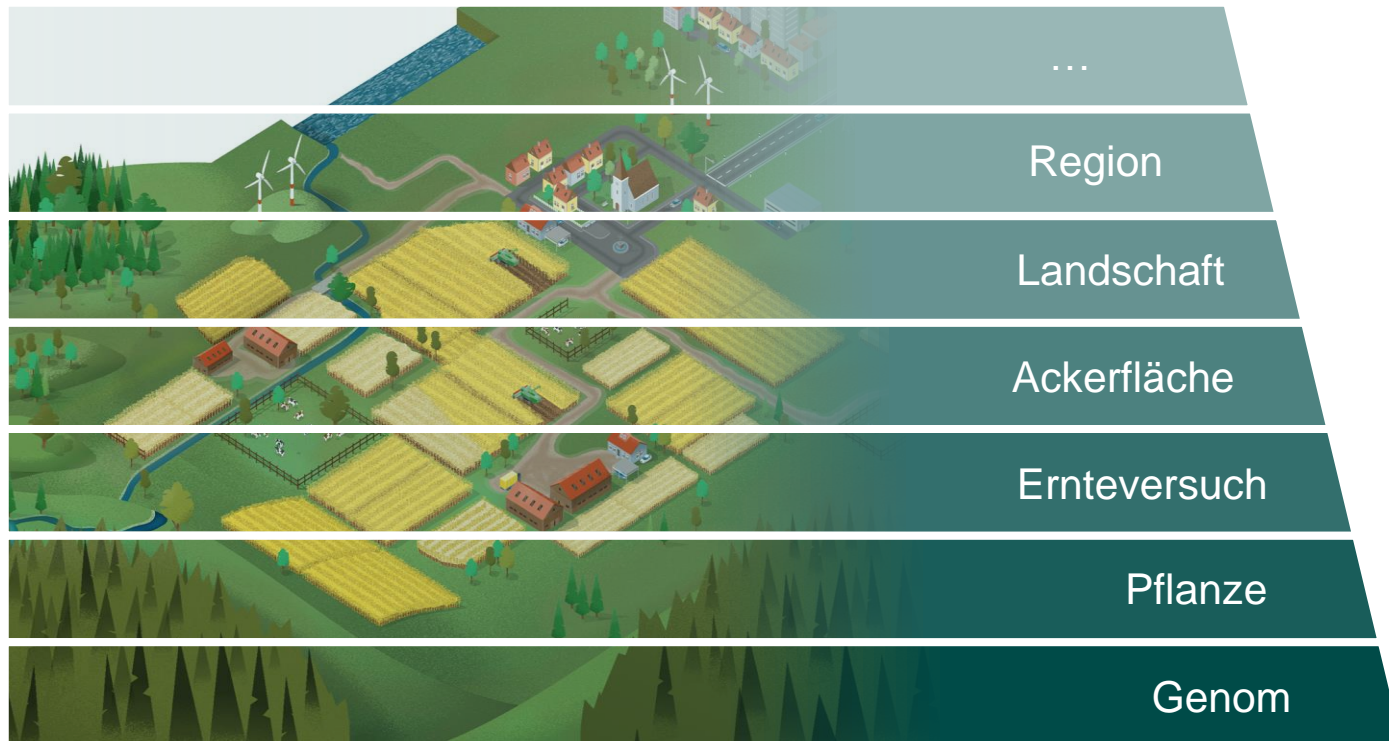 …
Region
Landschaft
Ackerfläche
Ernteversuch
Pflanze
Genom